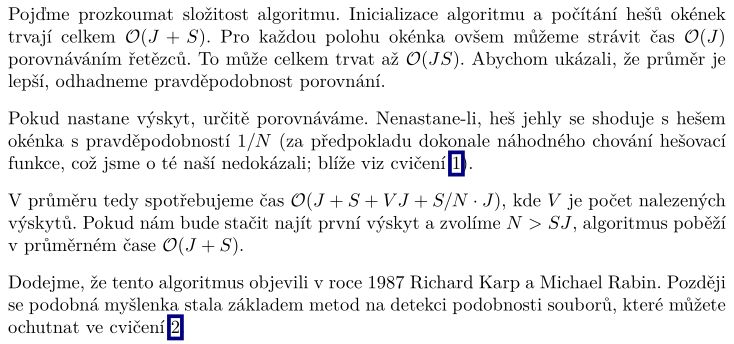 Pojďme prozkoumat složitost algoritmu. Inicializace algoritmu a počítání hešů okének
trvají celkem O(J + S). Pro každou polohu okénka ovšem můžeme strávit čas O(J)
porovnáváním řetězců. To může celkem trvat až O(JS). Abychom ukázali, že průměr je
lepší, odhadneme pravděpodobnost porovnání.
Pokud nastane výskyt, určitě porovnáváme. Nenastane-li, heš jehly se shoduje s hešem
okénka s pravděpodobností 1/N (za předpokladu dokonale náhodného chování hešovací
funkce, což jsme o té naší nedokázali; blíže viz cvičení 1).
V průměru tedy spotřebujeme čas O(J + S + VJ + S/N · J), kde V je počet nalezených
výskytů. Pokud nám bude stačit najít první výskyt a zvolíme N > SJ, algoritmus poběží
v průměrném čase O(J + S).
Dodejme, že tento algoritmus objevili v roce 1987 Richard Karp a Michael Rabin. Později
se podobná myšlenka stala základem metod na detekci podobnosti souborů, které můžete
ochutnat ve cvičení 2